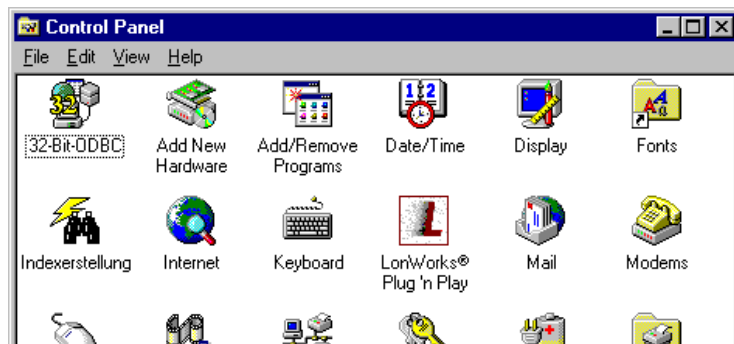 Control Panel
File Edit View Help
32-Bit-ODBC Add New Hardware Add/Remove Programs Date/Time Display Fonts
Indexerstellung Internet Keyboard LonWorks® Plug 'n Play Mail Modems